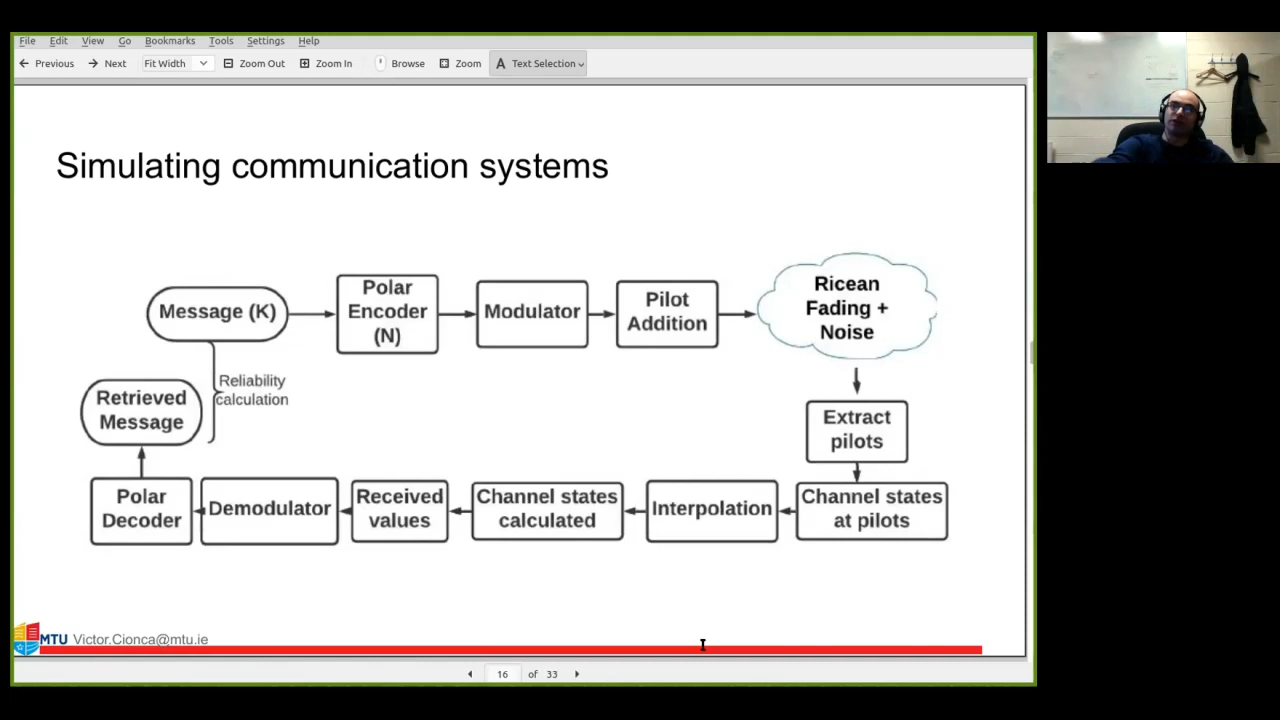 File Edit View Go Bookmarks Tools Settings Help
Previous Next Fit Width Zoom Out Zoom In Browse Zoom Text Selection
Simulating communication systems
Message (K)
Polar
Encoder
(N)
Modulator
Pilot
Addition
Ricean
Fading +
Noise
Reliability
calculation
Retrieved
Message
Extract
pilots
Polar
Decoder
Demodulator
Received
values
Channel states
calculated
Interpolation
Channel states
at pilots
MTU Victor.Cionca@mtu.ie
16 of 33